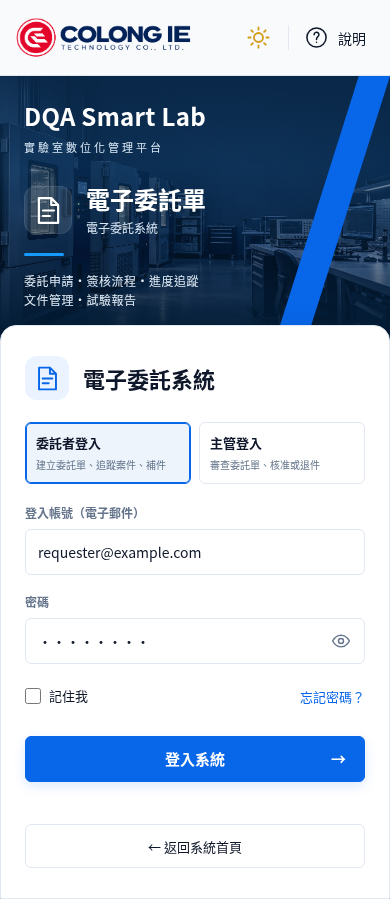 COLONG IE
TECHNOLOGY CO., LTD.
說明
DQA Smart Lab
實驗室數位化管理平台
電子委託單
電子委託系統
委託申請・簽核流程・進度追蹤
文件管理・試驗報告
電子委託系統
委託者登入
建立委託單、追蹤案件、補件
主管登入
審查委託單、核准或退件
登入帳號（電子郵件）
requester@example.com
密碼
••••••••
記住我
忘記密碼？
登入系統 →
← 返回系統首頁